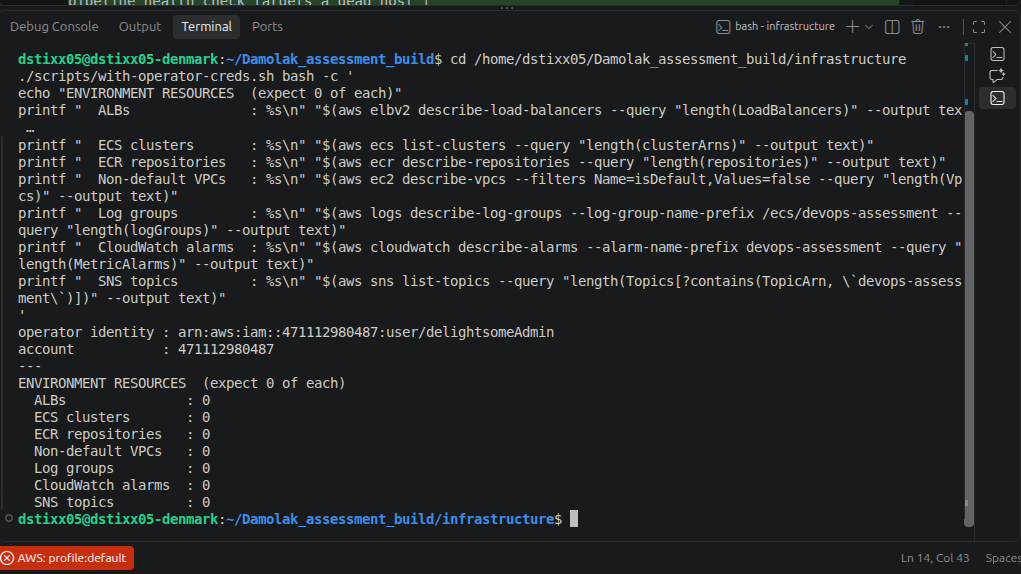 pipeline health check targets a dead host
Debug Console Output Terminal Ports bash - infrastructure
dstixx05@dstixx05-denmark:~/Damolak_assessment_build$ cd /home/dstixx05/Damolak_assessment_build/infrastructure
./scripts/with-operator-creds.sh bash -c '
echo "ENVIRONMENT RESOURCES  (expect 0 of each)"
printf "  ALBs               : %s\n" "$(aws elbv2 describe-load-balancers --query "length(LoadBalancers)" --output tex
…
printf "  ECS clusters       : %s\n" "$(aws ecs list-clusters --query "length(clusterArns)" --output text)"
printf "  ECR repositories   : %s\n" "$(aws ecr describe-repositories --query "length(repositories)" --output text)"
printf "  Non-default VPCs   : %s\n" "$(aws ec2 describe-vpcs --filters Name=isDefault,Values=false --query "length(Vp
cs)" --output text)"
printf "  Log groups         : %s\n" "$(aws logs describe-log-groups --log-group-name-prefix /ecs/devops-assessment --
query "length(logGroups)" --output text)"
printf "  CloudWatch alarms  : %s\n" "$(aws cloudwatch describe-alarms --alarm-name-prefix devops-assessment --query "
length(MetricAlarms)" --output text)"
printf "  SNS topics         : %s\n" "$(aws sns list-topics --query "length(Topics[?contains(TopicArn, \`devops-assess
ment\`)])" --output text)"
'
operator identity : arn:aws:iam::471112980487:user/delightsomeAdmin
account           : 471112980487
---
ENVIRONMENT RESOURCES  (expect 0 of each)
  ALBs               : 0
  ECS clusters       : 0
  ECR repositories   : 0
  Non-default VPCs   : 0
  Log groups         : 0
  CloudWatch alarms  : 0
  SNS topics         : 0
dstixx05@dstixx05-denmark:~/Damolak_assessment_build/infrastructure$
AWS: profile:default Ln 14, Col 43 Spaces